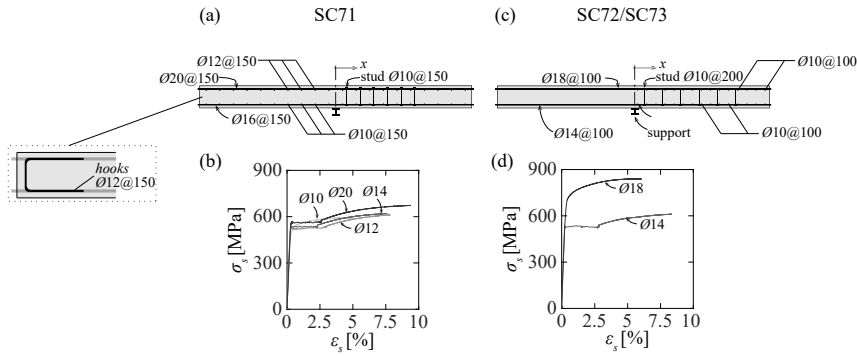 (a) SC71
(c) SC72/SC73
Ø12@150
Ø20@150
x
stud Ø10@150
Ø16@150
Ø10@150
hooks
Ø12@150
Ø18@100
x
stud Ø10@200
Ø10@100
Ø14@100
support
Ø10@100
(b)
900
600
300
0
σs [MPa]
Ø10
Ø20
Ø14
Ø12
0 2.5 5 7.5 10
εs [%]
(d)
900
600
300
0
σs [MPa]
Ø18
Ø14
0 2.5 5 7.5 10
εs [%]